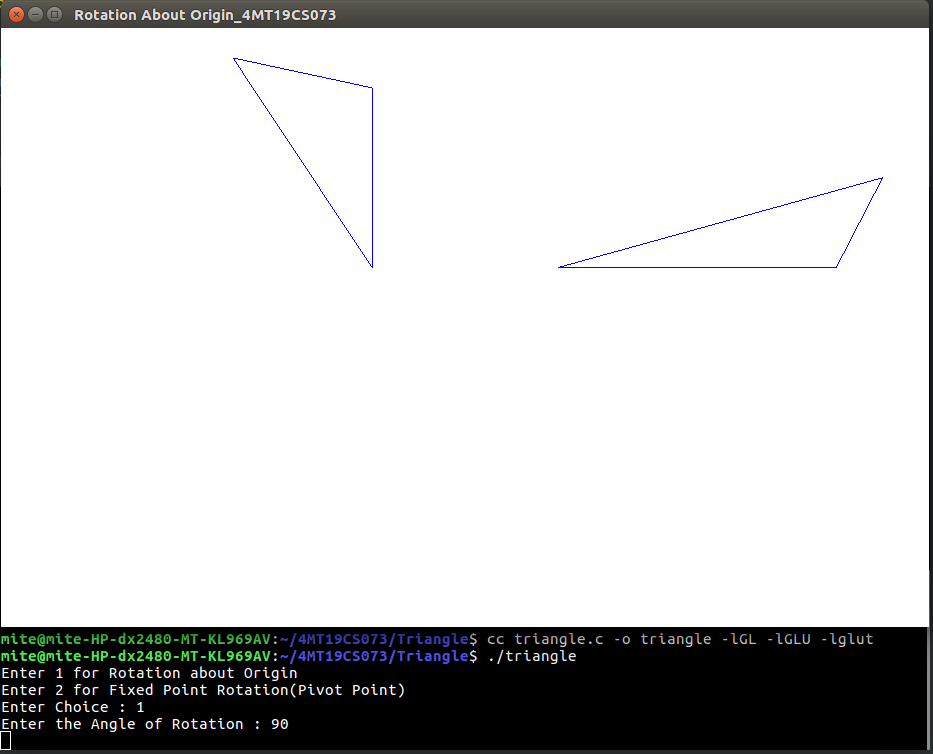 Rotation About Origin_4MT19CS073
mite@mite-HP-dx2480-MT-KL969AV:~/4MT19CS073/Triangle$ cc triangle.c -o triangle -lGL -lGLU -lglut
mite@mite-HP-dx2480-MT-KL969AV:~/4MT19CS073/Triangle$ ./triangle
Enter 1 for Rotation about Origin
Enter 2 for Fixed Point Rotation(Pivot Point)
Enter Choice : 1
Enter the Angle of Rotation : 90